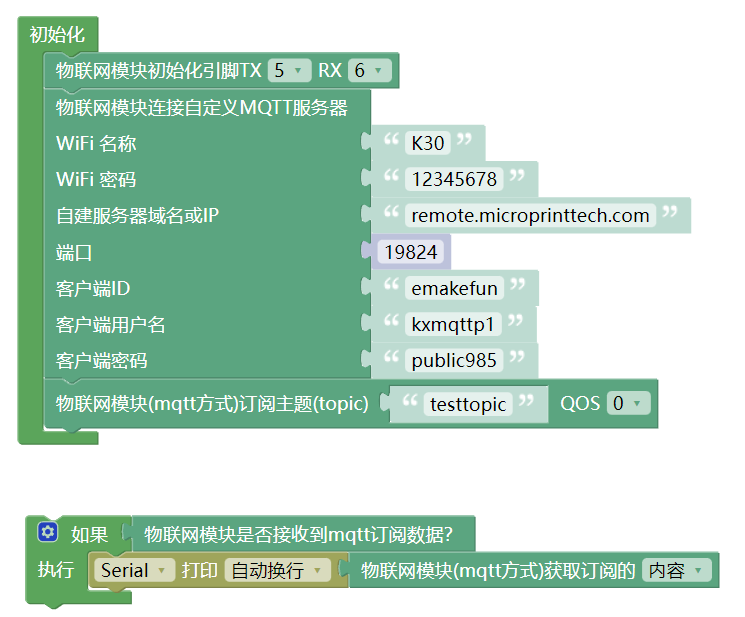 初始化
物联网模块初始化引脚TX 5 RX 6
物联网模块连接自定义MQTT服务器
WiFi 名称 “ K30 ”
WiFi 密码 “ 12345678 ”
自建服务器域名或IP “ remote.microprinttech.com ”
端口 19824
客户端ID “ emakefun ”
客户端用户名 “ kxmqttp1 ”
客户端密码 “ public985 ”
物联网模块(mqtt方式)订阅主题(topic) “ testtopic ” QOS 0
如果 物联网模块是否接收到mqtt订阅数据?
执行 Serial 打印 自动换行 物联网模块(mqtt方式)获取订阅的 内容